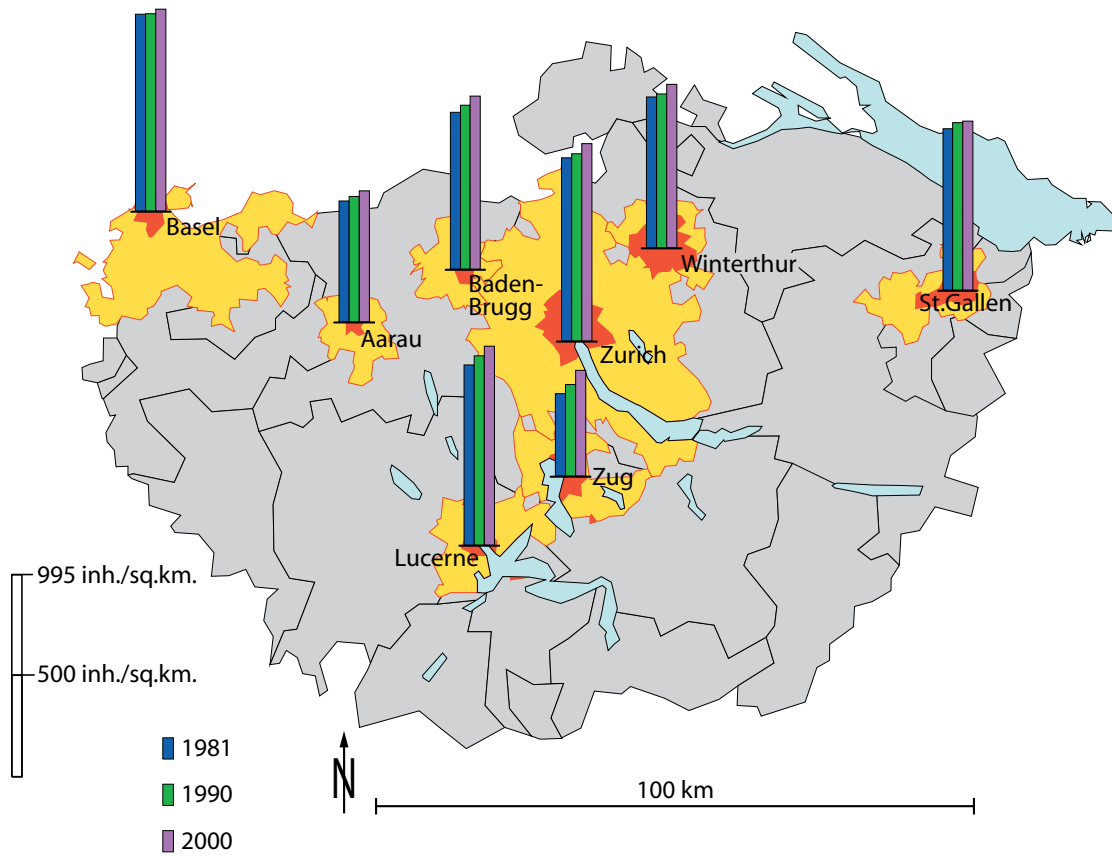 Basel
Winterthur
Baden-
Brugg
St.Gallen
Aarau
Zurich
Zug
Lucerne
995 inh./sq.km.
500 inh./sq.km.
1981
1990
2000
N
100 km